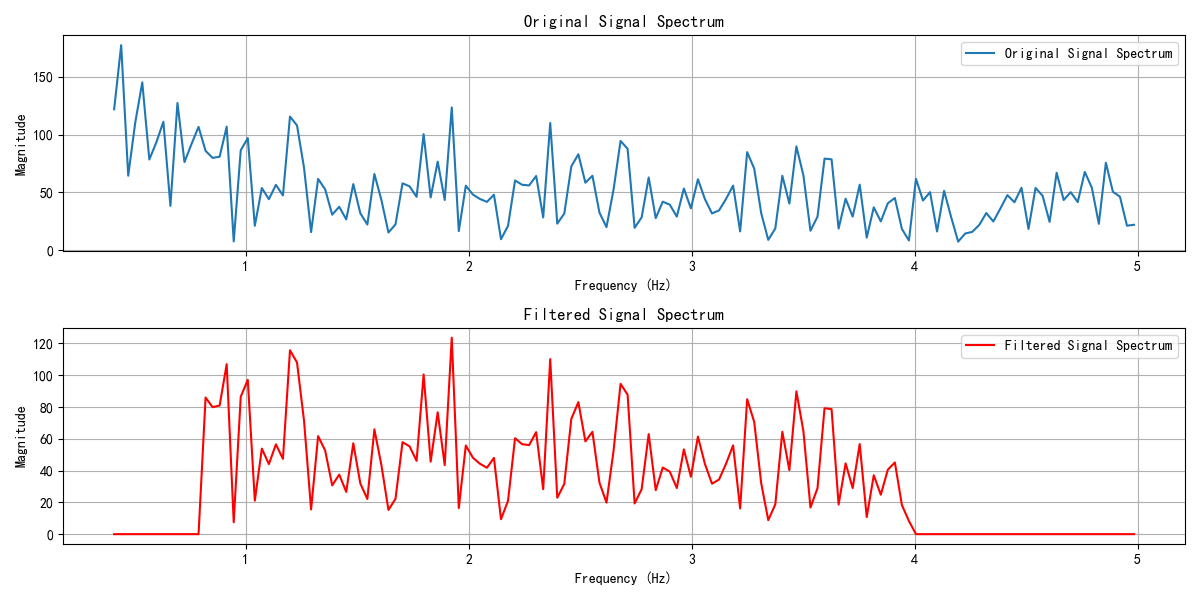 Original Signal Spectrum
Original Signal Spectrum
Magnitude
150
100
50
0
1 2 3 4 5
Frequency (Hz)
Filtered Signal Spectrum
Filtered Signal Spectrum
Magnitude
120
100
80
60
40
20
0
1 2 3 4 5
Frequency (Hz)